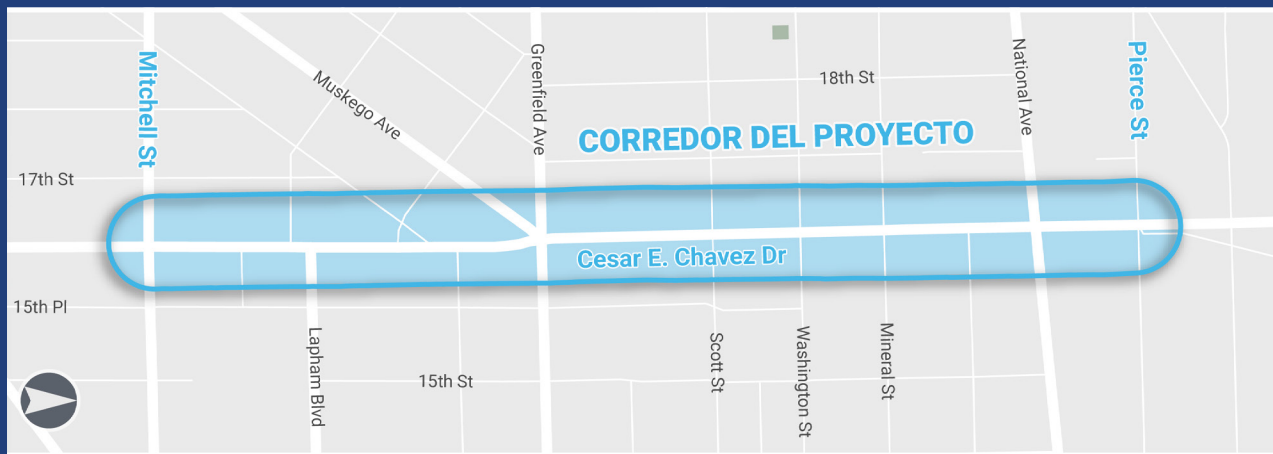 Mitchell St
Muskego Ave
Greenfield Ave
18th St
National Ave
Pierce St
CORREDOR DEL PROYECTO
17th St
Cesar E. Chavez Dr
15th Pl
Lapham Blvd
15th St
Scott St
Washington St
Mineral St